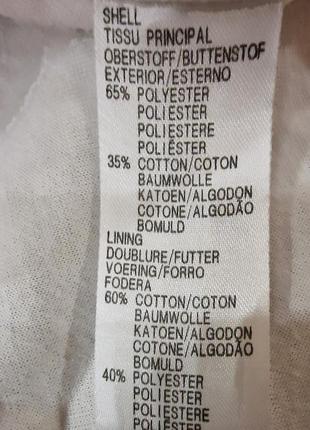 SHELL
TISSU PRINCIPAL
OBERSTOFF/BUTTENSTOF
EXTERIOR/ESTERNO
65% POLYESTER
POLIESTER
POLIESTERE
POLIÉSTER
35% COTTON/COTON
BAUMWOLLE
KATOEN/ALGODON
COTONE/ALGODÃO
BOMULD
LINING
DOUBLURE/FUTTER
VOERING/FORRO
FODERA
60% COTTON/COTON
BAUMWOLLE
KATOEN/ALGODON
COTONE/ALGODÃO
BOMULD
40% POLYESTER
POLIESTER
POLIESTERE
POLIÉSTER